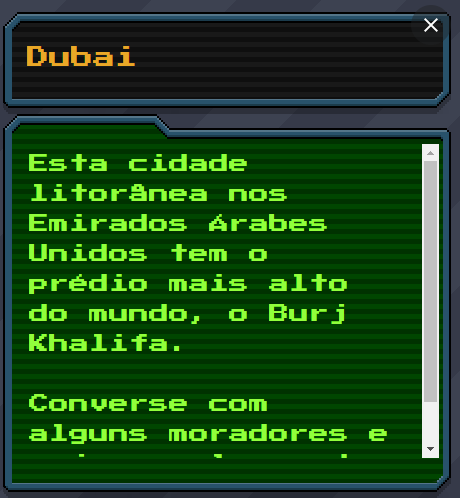 Dubai
Esta cidade
litorânea nos
Emirados Árabes
Unidos tem o
prédio mais alto
do mundo, o Burj
Khalifa.
Converse com
alguns moradores e